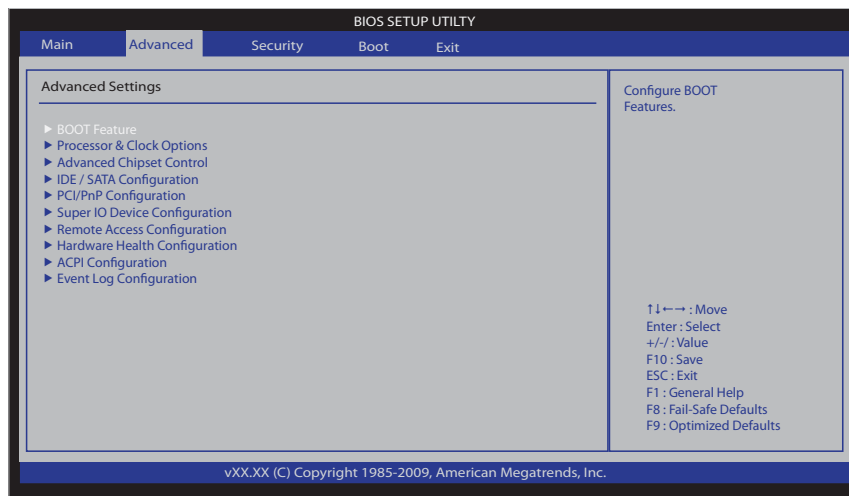 BIOS SETUP UTILTY
Main Advanced Security Boot Exit
Advanced Settings
▶ BOOT Feature
▶ Processor & Clock Options
▶ Advanced Chipset Control
▶ IDE / SATA Configuration
▶ PCI/PnP Configuration
▶ Super IO Device Configuration
▶ Remote Access Configuration
▶ Hardware Health Configuration
▶ ACPI Configuration
▶ Event Log Configuration
Configure BOOT
Features.
↑↓←→ : Move
Enter : Select
+/-/ : Value
F10 : Save
ESC : Exit
F1 : General Help
F8 : Fail-Safe Defaults
F9 : Optimized Defaults
vXX.XX (C) Copyright 1985-2009, American Megatrends, Inc.